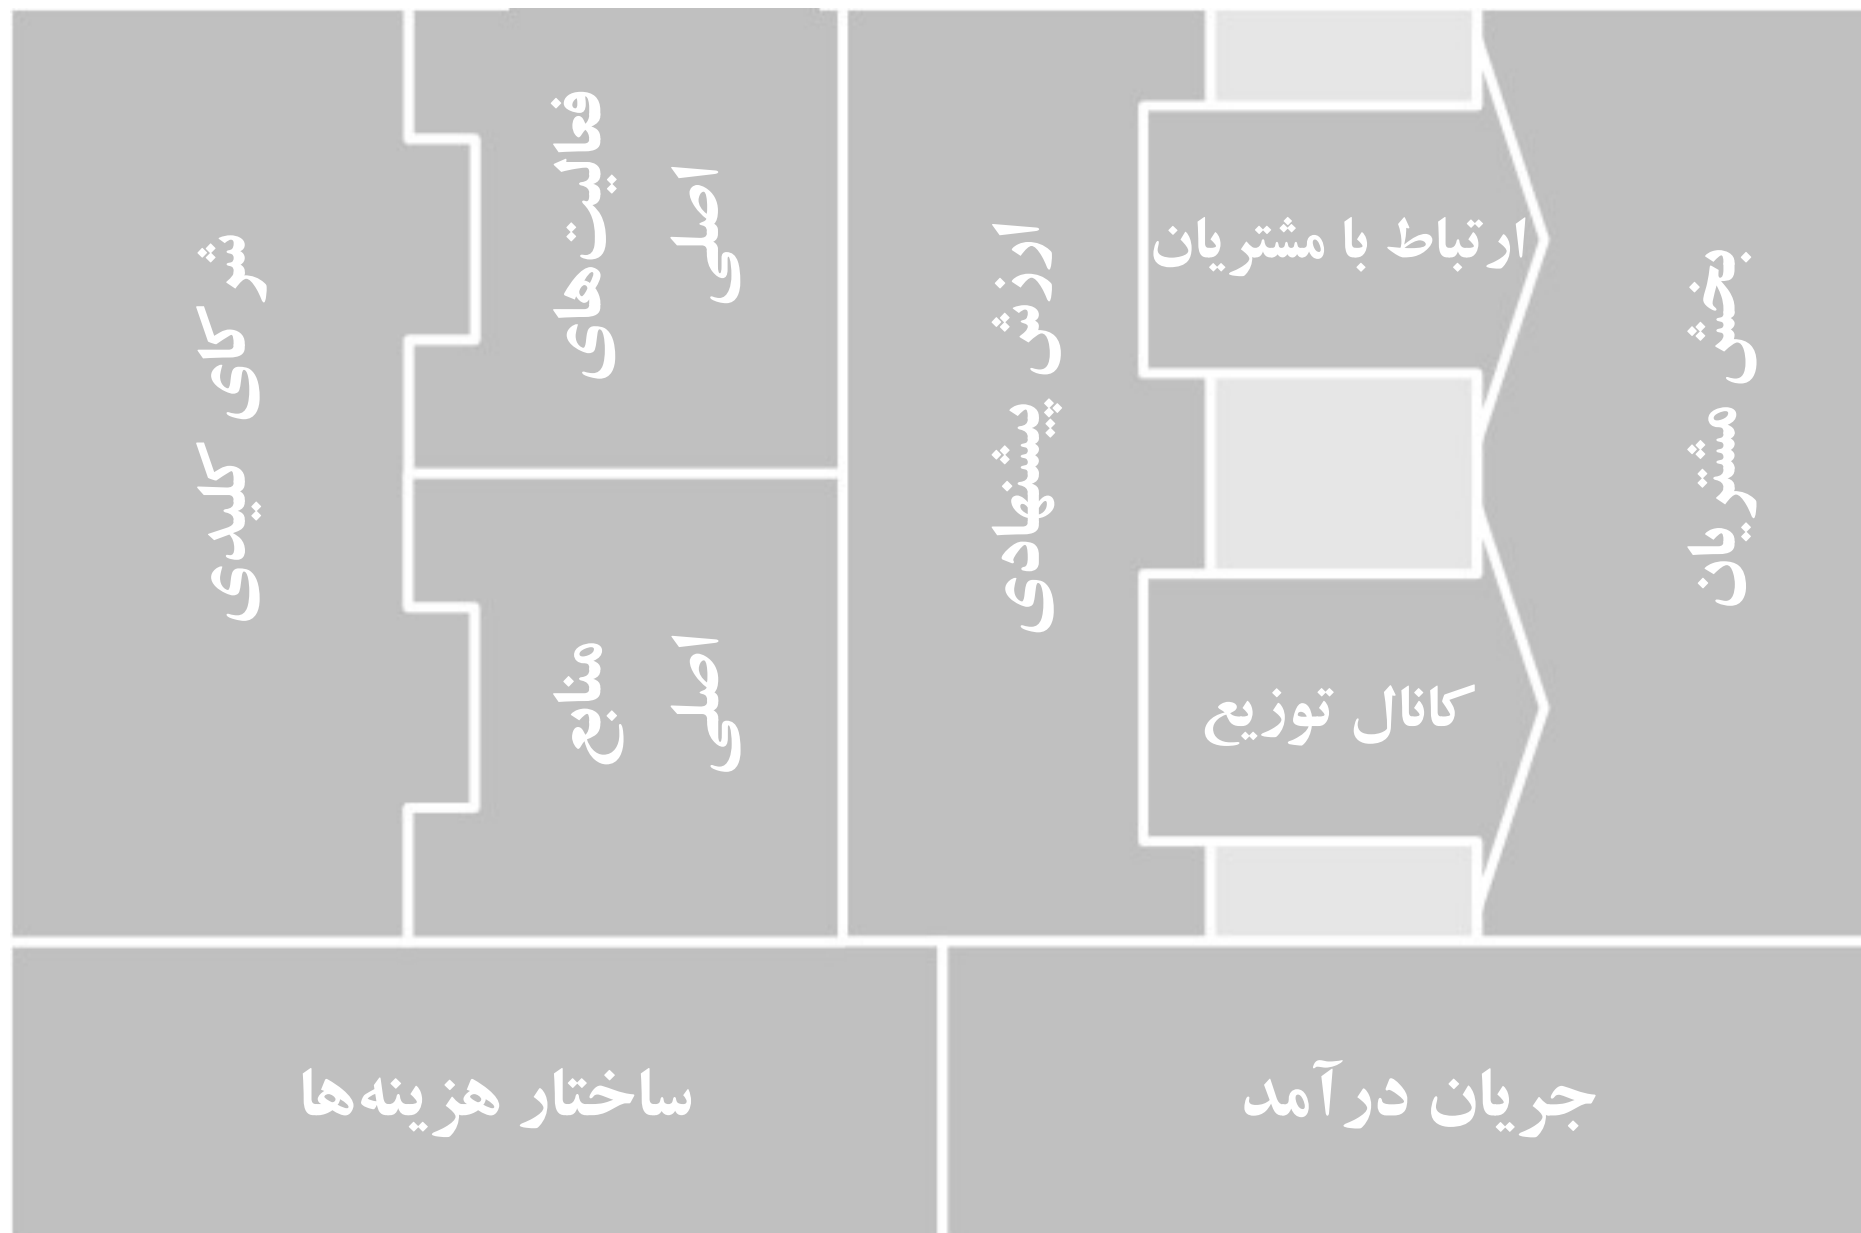 بخش مشتریان
ارتباط با مشتریان
کانال توزیع
ارزش پیشنهادی
فعالیت‌های
اصلی
منابع
اصلی
شرکای کلیدی
جریان درآمد
ساختار هزینه‌ها